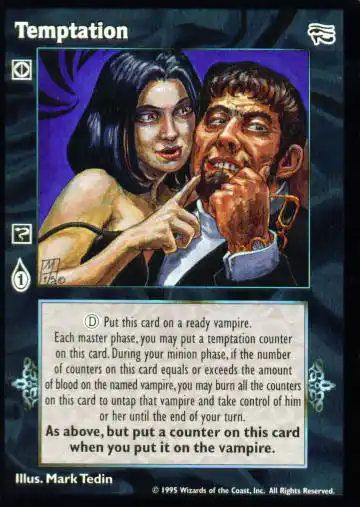 Temptation
1
Ⓓ Put this card on a ready vampire.
Each master phase, you may put a temptation counter
on this card. During your minion phase, if the number
of counters on this card equals or exceeds the amount
of blood on the named vampire, you may burn all the counters
on this card to untap that vampire and take control of him
or her until the end of your turn.
As above, but put a counter on this card
when you put it on the vampire.
Illus. Mark Tedin
© 1995 Wizards of the Coast, Inc. All Rights Reserved.